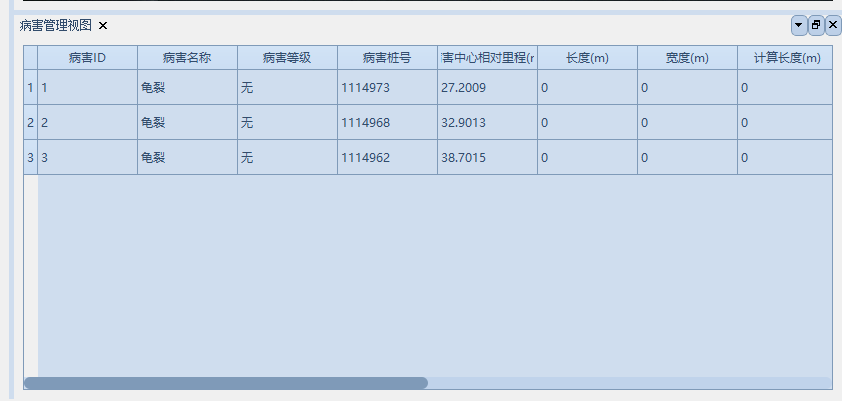 病害管理视图
病害ID 病害名称 病害等级 病害桩号 害中心相对里程(r 长度(m) 宽度(m) 计算长度(m)
1 1 龟裂 无 1114973 27.2009 0 0 0
2 2 龟裂 无 1114968 32.9013 0 0 0
3 3 龟裂 无 1114962 38.7015 0 0 0